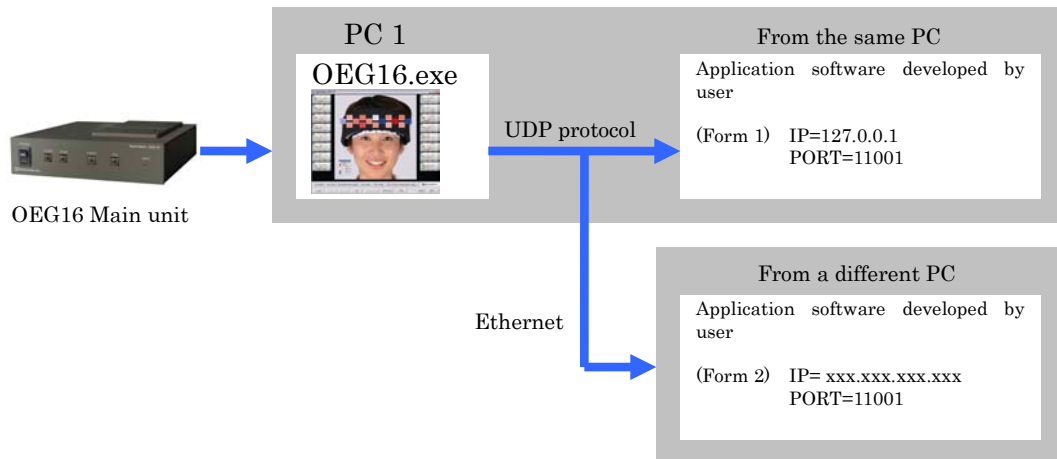 PC 1
OEG16.exe
OEG16 Main unit
UDP protocol
From the same PC
Application software developed by
user
(Form 1) IP=127.0.0.1
PORT=11001
Ethernet
From a different PC
Application software developed by
user
(Form 2) IP= xxx.xxx.xxx.xxx
PORT=11001